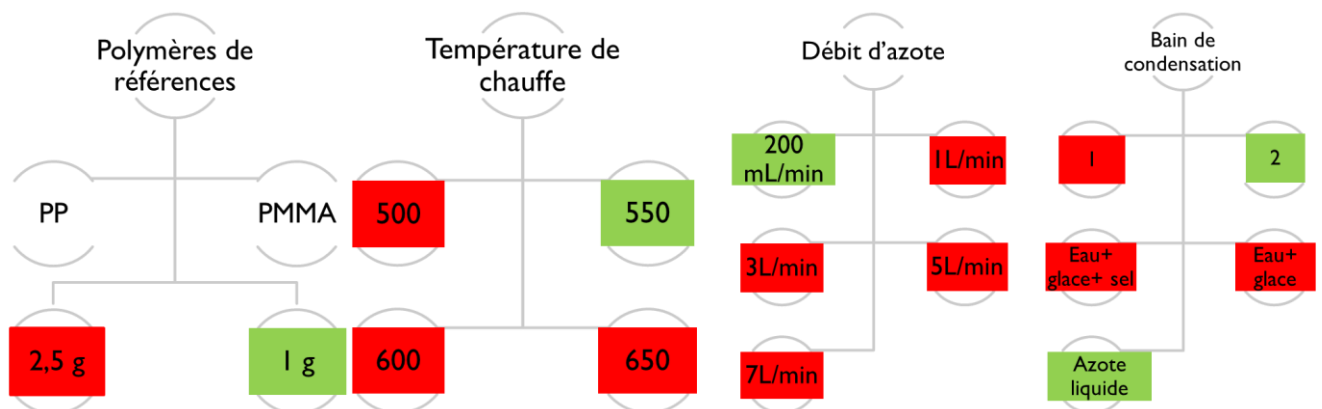 Polymères de
références
PP
PMMA
2,5 g
1 g
Température de
chauffe
500
550
600
650
Débit d'azote
200
mL/min
1L/min
3L/min
5L/min
7L/min
Bain de
condensation
1
2
Eau+
glace+ sel
Eau+
glace
Azote
liquide